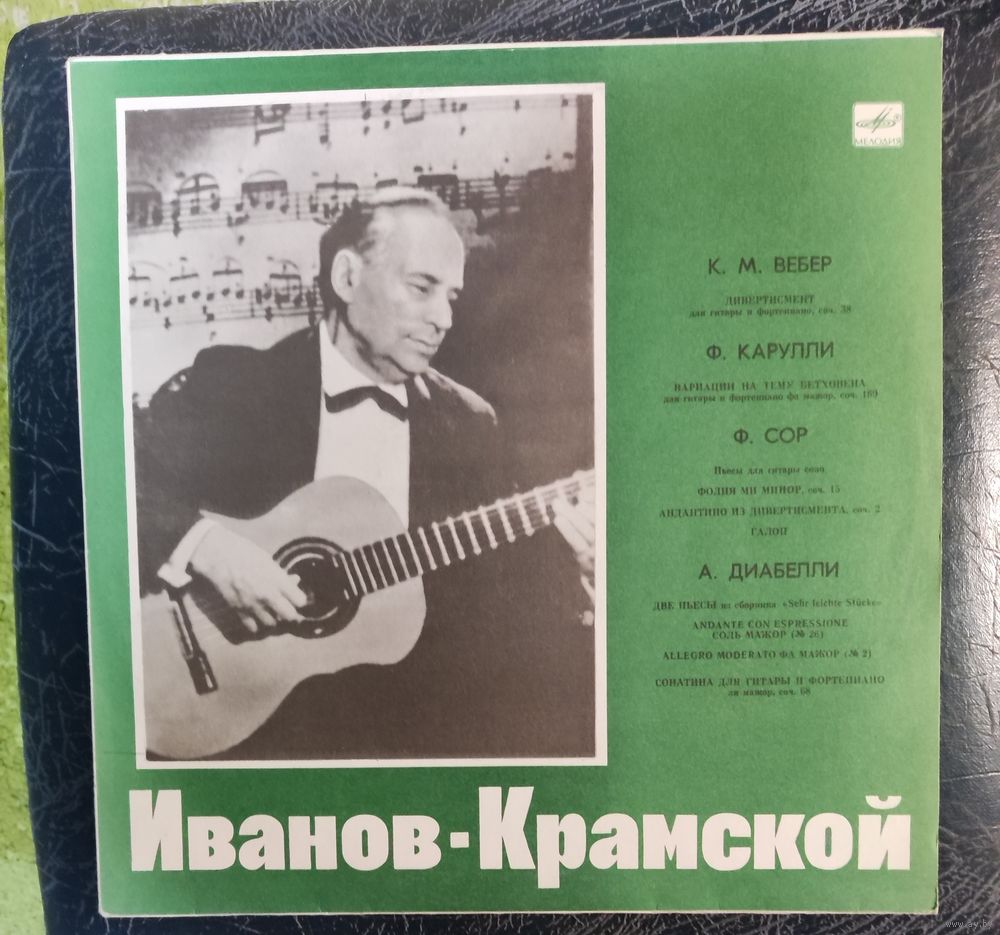 МЕЛОДИЯ
К. М. ВЕБЕР
ДИВЕРТИСМЕНТ
для гитары и фортепиано, соч. 38
Ф. КАРУЛЛИ
ВАРИАЦИИ НА ТЕМУ БЕТХОВЕНА
для гитары и фортепиано фа мажор, соч. 169
Ф. СОР
Пьесы для гитары соло
ФОЛИЯ МИ МИНОР, соч. 15
АНДАНТИНО ИЗ ДИВЕРТИСМЕНТА, соч. 2
ГАЛОП
А. ДИАБЕЛЛИ
ДВЕ ПЬЕСЫ из сборника «Sehr leichte Stücke»
ANDANTE CON ESPRESSIONE
СОЛЬ МАЖОР (№ 26)
ALLEGRO MODERATO ФА МАЖОР (№ 2)
СОНАТИНА ДЛЯ ГИТАРЫ И ФОРТЕПИАНО
ля мажор, соч. 68
Иванов-Крамской
www.ay.by